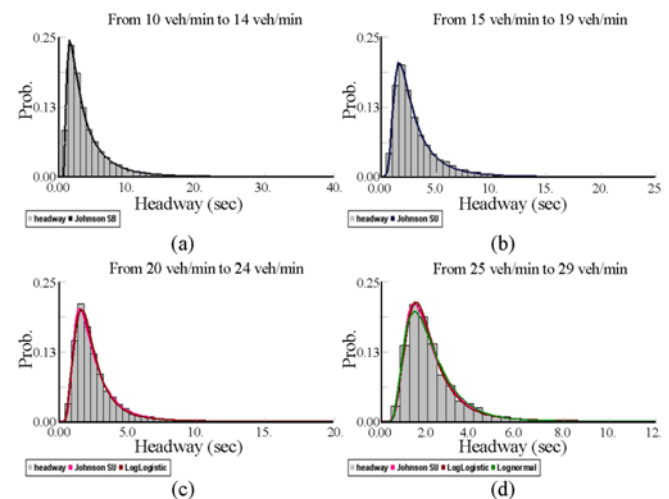 From 10 veh/min to 14 veh/min
0.25
Prob.
0.13
0.00
0.00 10. 20. 30. 40.
Headway (sec)
headway Johnson SB
(a)
From 15 veh/min to 19 veh/min
0.25
Prob.
0.13
0.00
0.00 5.0 10. 15. 20. 25
Headway (sec)
headway Johnson SU
(b)
From 20 veh/min to 24 veh/min
0.25
Prob.
0.13
0.00
0.00 5.0 10. 15. 20.
Headway (sec)
headway Johnson SU LogLogistic
(c)
From 25 veh/min to 29 veh/min
0.25
Prob.
0.13
0.00
0.00 2.0 4.0 6.0 8.0 10. 12.
Headway (sec)
headway Johnson SU LogLogistic Lognormal
(d)